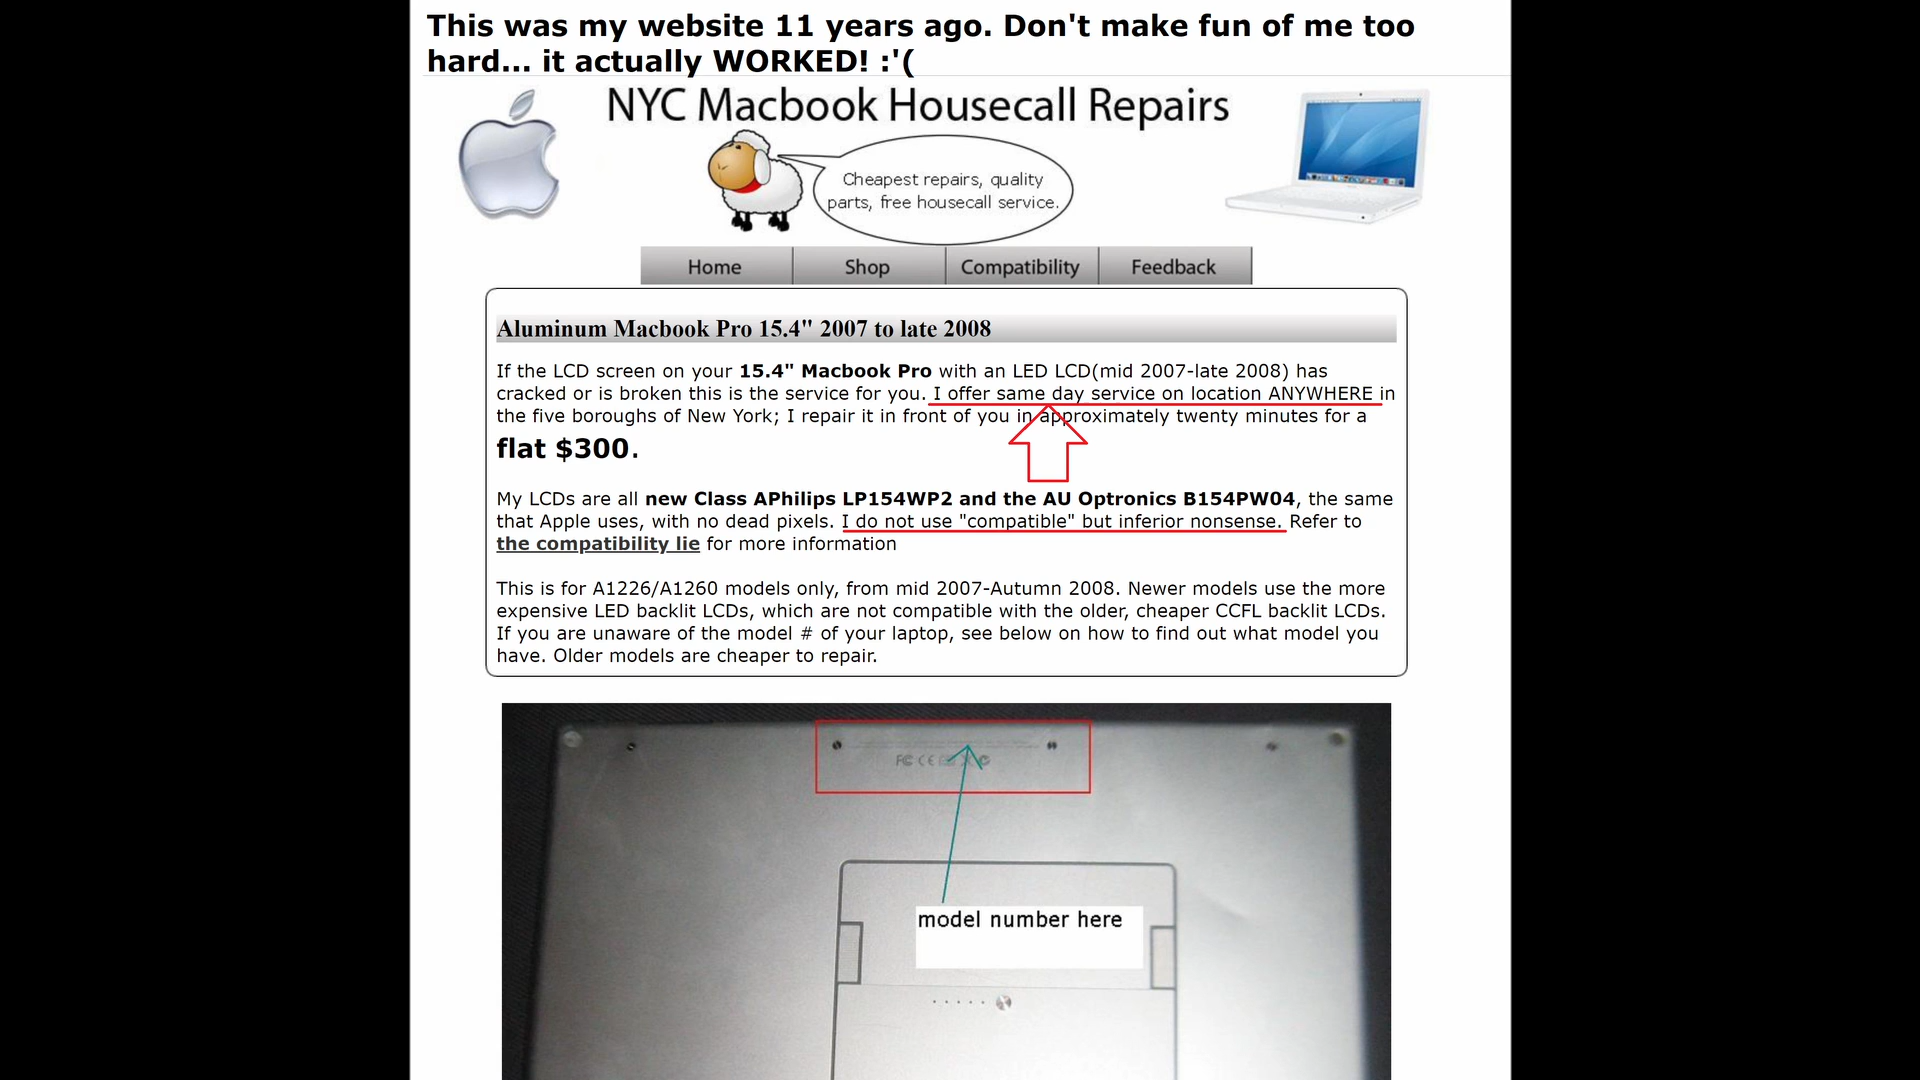 This was my website 11 years ago. Don't make fun of me too
hard... it actually WORKED! :'(
NYC Macbook Housecall Repairs
Cheapest repairs, quality
parts, free housecall service.
Home Shop Compatibility Feedback
Aluminum Macbook Pro 15.4" 2007 to late 2008
If the LCD screen on your 15.4" Macbook Pro with an LED LCD(mid 2007-late 2008) has
cracked or is broken this is the service for you. I offer same day service on location ANYWHERE in
the five boroughs of New York; I repair it in front of you in approximately twenty minutes for a
flat $300.
My LCDs are all new Class APhilips LP154WP2 and the AU Optronics B154PW04, the same
that Apple uses, with no dead pixels. I do not use "compatible" but inferior nonsense. Refer to
the compatibility lie for more information
This is for A1226/A1260 models only, from mid 2007-Autumn 2008. Newer models use the more
expensive LED backlit LCDs, which are not compatible with the older, cheaper CCFL backlit LCDs.
If you are unaware of the model # of your laptop, see below on how to find out what model you
have. Older models are cheaper to repair.
FC CE
model number here